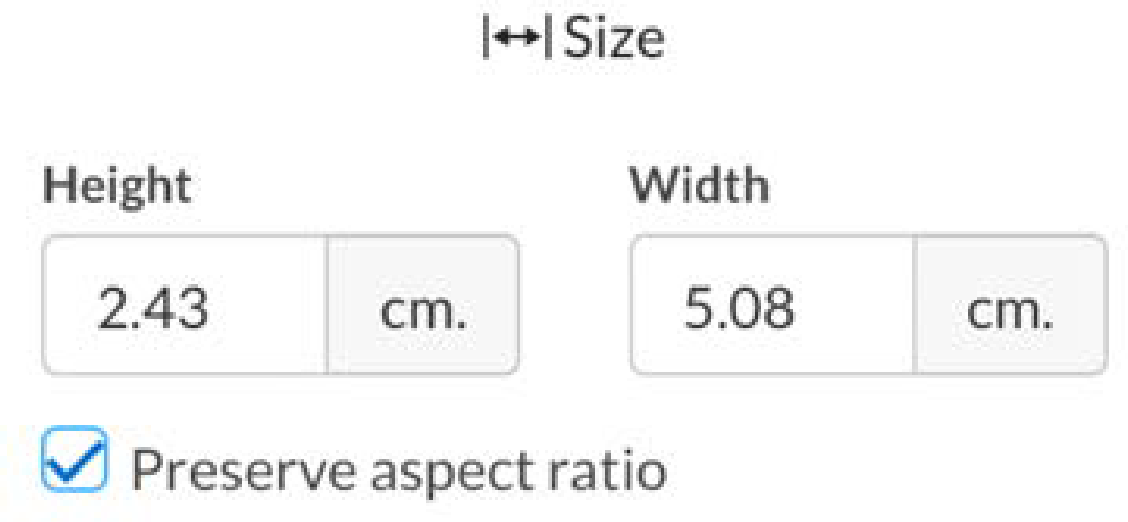 Size
Height Width
2.43 cm. 5.08 cm.
Preserve aspect ratio